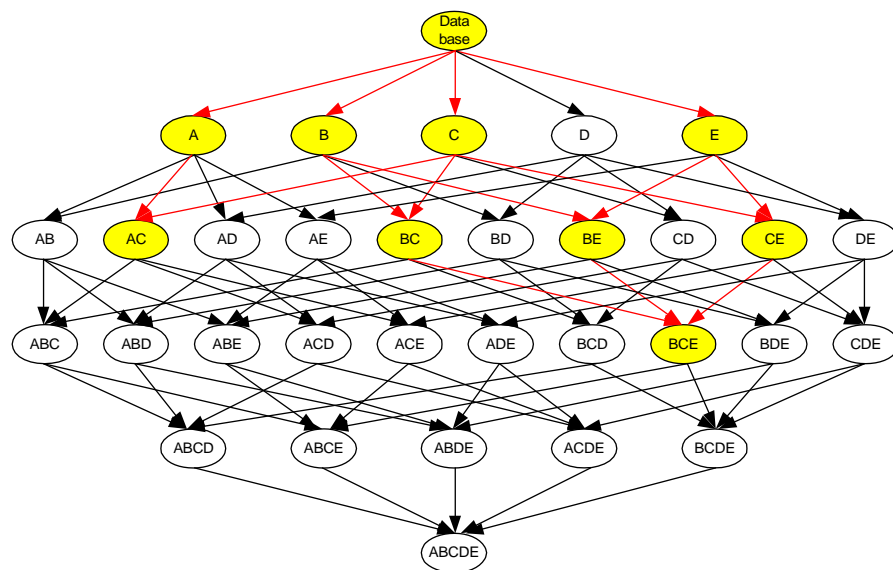 Data
base
A B C D E
AB AC AD AE BC BD BE CD CE DE
ABC ABD ABE ACD ACE ADE BCD BCE BDE CDE
ABCD ABCE ABDE ACDE BCDE
ABCDE